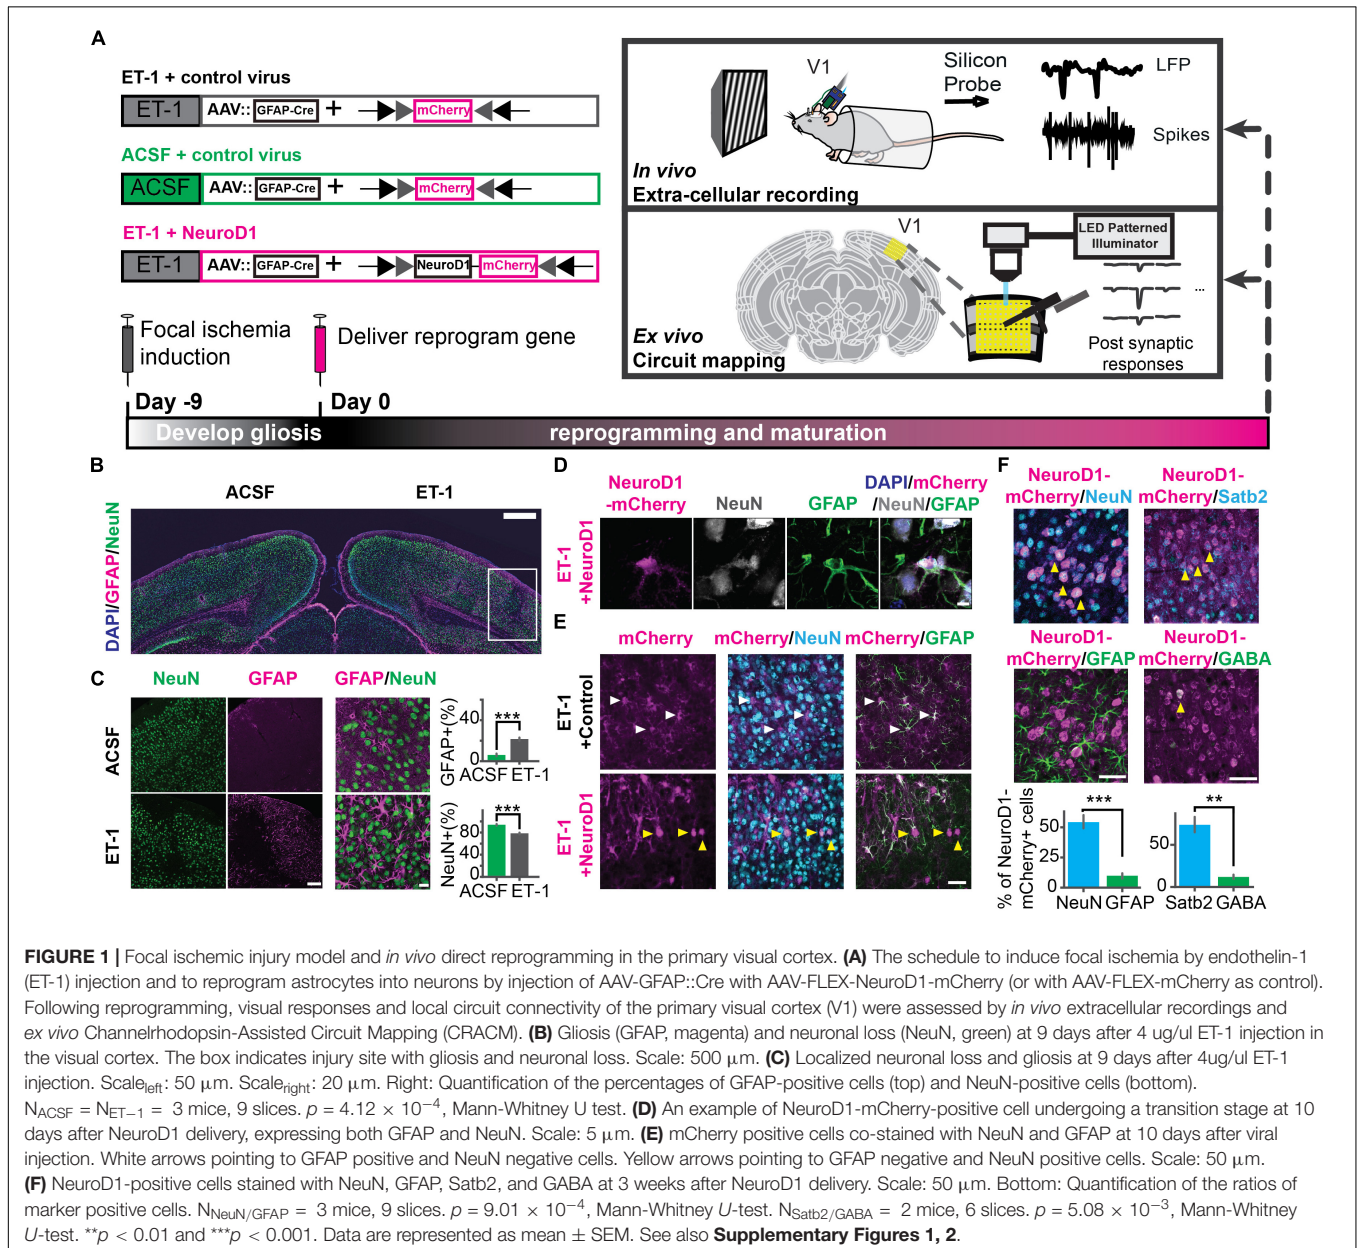 A
ET-1 + control virus
ET-1 AAV:: GFAP-Cre + mCherry
ACSF + control virus
ACSF AAV:: GFAP-Cre + mCherry
ET-1 + NeuroD1
ET-1 AAV:: GFAP-Cre + NeuroD1 mCherry
Focal ischemia
induction
Deliver reprogram gene
Day -9
Day 0
Develop gliosis
reprogramming and maturation
V1
Silicon
Probe
LFP
Spikes
In vivo
Extra-cellular recording
V1
LED Patterned
Illuminator
...
Ex vivo
Circuit mapping
Post synaptic
responses
B
ACSF
ET-1
DAPI/GFAP/NeuN
C
NeuN
GFAP
GFAP/NeuN
ACSF
ET-1
GFAP+(%)
40
0
***
ACSF ET-1
NeuN+(%)
80
40
0
***
ACSF ET-1
D
NeuroD1
-mCherry
NeuN
GFAP
DAPI/mCherry
/NeuN/GFAP
ET-1
+NeuroD1
E
mCherry
mCherry/NeuN
mCherry/GFAP
ET-1
+Control
ET-1
+NeuroD1
F
NeuroD1-
mCherry/NeuN
NeuroD1-
mCherry/Satb2
NeuroD1-
mCherry/GFAP
NeuroD1-
mCherry/GABA
% of NeuroD1-
mCherry+ cells
50
25
0
***
NeuN GFAP
50
0
**
Satb2 GABA
FIGURE 1 | Focal ischemic injury model and in vivo direct reprogramming in the primary visual cortex. (A) The schedule to induce focal ischemia by endothelin-1
(ET-1) injection and to reprogram astrocytes into neurons by injection of AAV-GFAP::Cre with AAV-FLEX-NeuroD1-mCherry (or with AAV-FLEX-mCherry as control).
Following reprogramming, visual responses and local circuit connectivity of the primary visual cortex (V1) were assessed by in vivo extracellular recordings and
ex vivo Channelrhodopsin-Assisted Circuit Mapping (CRACM). (B) Gliosis (GFAP, magenta) and neuronal loss (NeuN, green) at 9 days after 4 ug/ul ET-1 injection in
the visual cortex. The box indicates injury site with gliosis and neuronal loss. Scale: 500 μm. (C) Localized neuronal loss and gliosis at 9 days after 4ug/ul ET-1
injection. Scaleleft: 50 μm. Scaleright: 20 μm. Right: Quantification of the percentages of GFAP-positive cells (top) and NeuN-positive cells (bottom).
NACSF = NET−1 = 3 mice, 9 slices. p = 4.12 × 10−4, Mann-Whitney U test. (D) An example of NeuroD1-mCherry-positive cell undergoing a transition stage at 10
days after NeuroD1 delivery, expressing both GFAP and NeuN. Scale: 5 μm. (E) mCherry positive cells co-stained with NeuN and GFAP at 10 days after viral
injection. White arrows pointing to GFAP positive and NeuN negative cells. Yellow arrows pointing to GFAP negative and NeuN positive cells. Scale: 50 μm.
(F) NeuroD1-positive cells stained with NeuN, GFAP, Satb2, and GABA at 3 weeks after NeuroD1 delivery. Scale: 50 μm. Bottom: Quantification of the ratios of
marker positive cells. NNeuN/GFAP = 3 mice, 9 slices. p = 9.01 × 10−4, Mann-Whitney U-test. NSatb2/GABA = 2 mice, 6 slices. p = 5.08 × 10−3, Mann-Whitney
U-test. **p < 0.01 and ***p < 0.001. Data are represented as mean ± SEM. See also Supplementary Figures 1, 2.